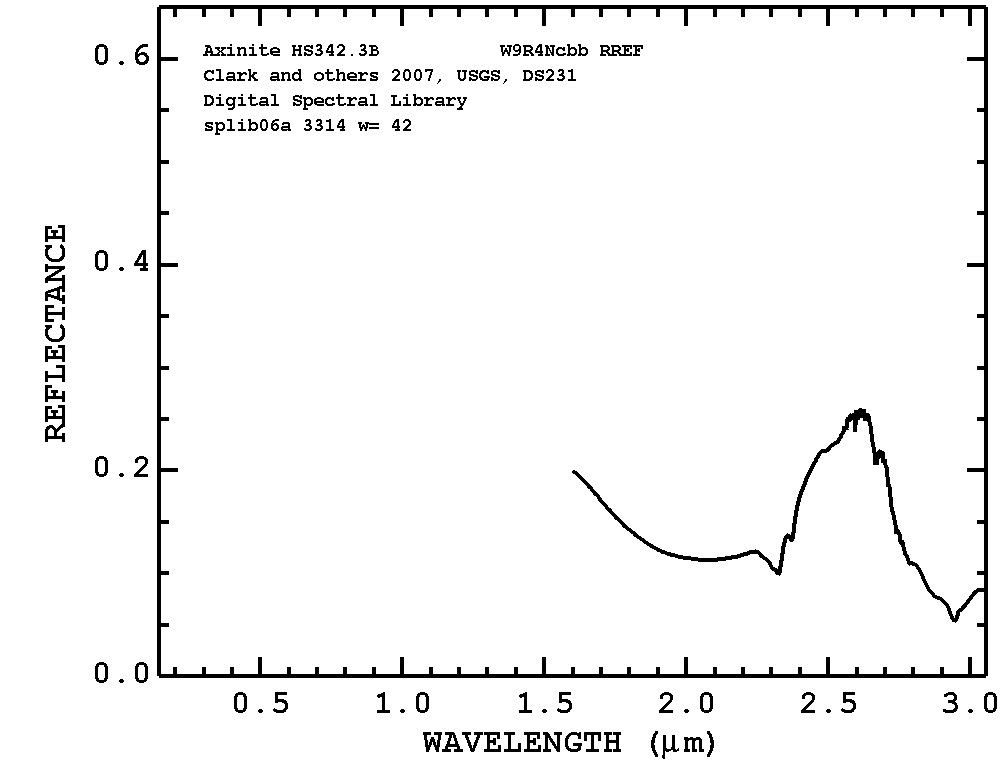 Axinite HS342.3B W9R4Ncbb RREF
Clark and others 2007, USGS, DS231
Digital Spectral Library
splib06a 3314 w= 42
REFLECTANCE
0.6
0.4
0.2
0.0
0.5 1.0 1.5 2.0 2.5 3.0
WAVELENGTH (μm)